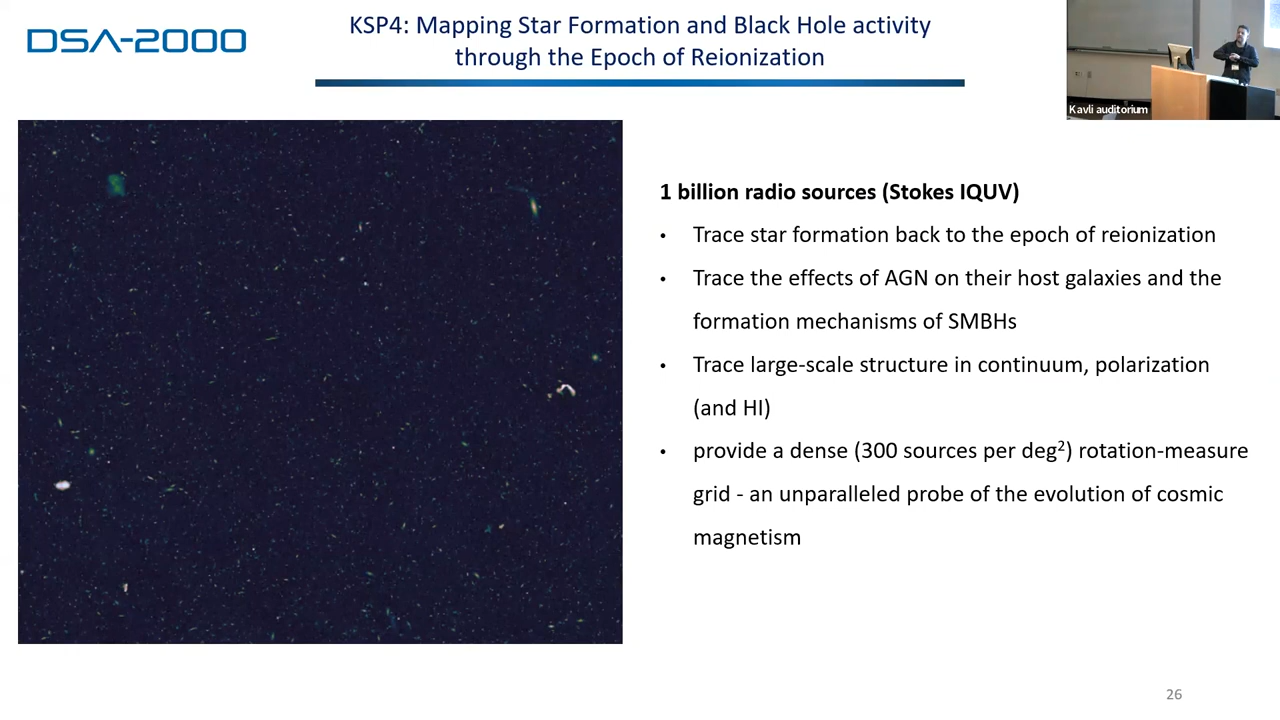 DSA-2000
KSP4: Mapping Star Formation and Black Hole activity
through the Epoch of Reionization
Kavli auditorium
1 billion radio sources (Stokes IQUV)
• Trace star formation back to the epoch of reionization
• Trace the effects of AGN on their host galaxies and the
formation mechanisms of SMBHs
• Trace large-scale structure in continuum, polarization
(and HI)
• provide a dense (300 sources per deg²) rotation-measure
grid - an unparalleled probe of the evolution of cosmic
magnetism
26